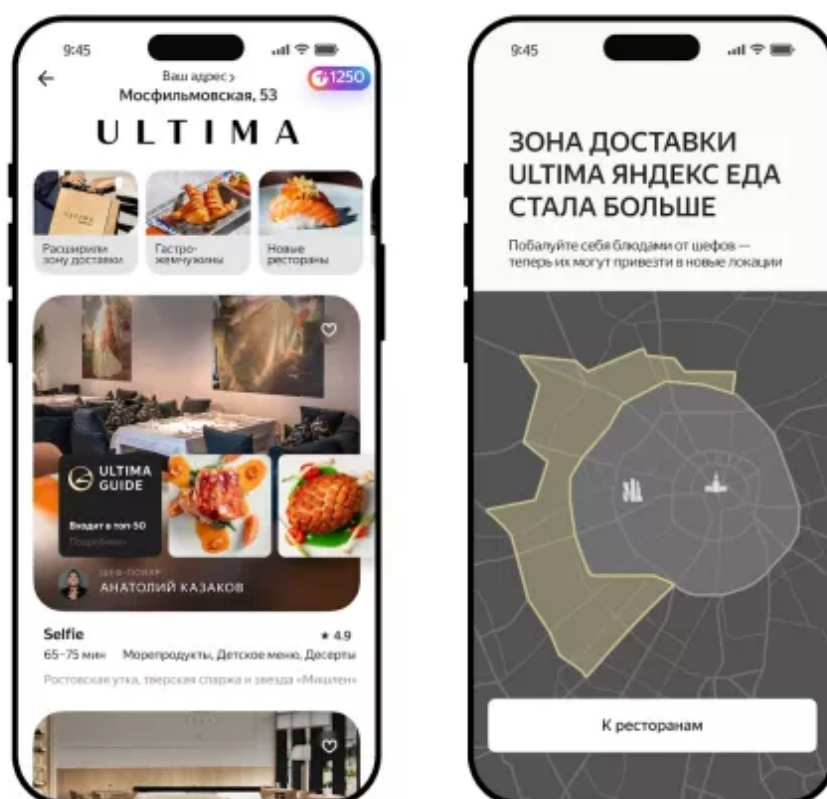 9:45
Ваш адрес ›
Мосфильмовская, 53
1250
ULTIMA
Расширили
зону доставки
Гастро-
жемчужины
Новые
рестораны
ULTIMA
GUIDE
Входит в топ-50
Подробнее ›
ШЕФ-ПОВАР
АНАТОЛИЙ КАЗАКОВ
Selfie
★ 4.9
65–75 мин Морепродукты, Детское меню, Десерты
Ростовская утка, тверская спаржа и звезда «Мишлен»
9:45
ЗОНА ДОСТАВКИ
ULTIMA ЯНДЕКС ЕДА
СТАЛА БОЛЬШЕ
Побалуйте себя блюдами от шефов —
теперь их могут привезти в новые локации
К ресторанам